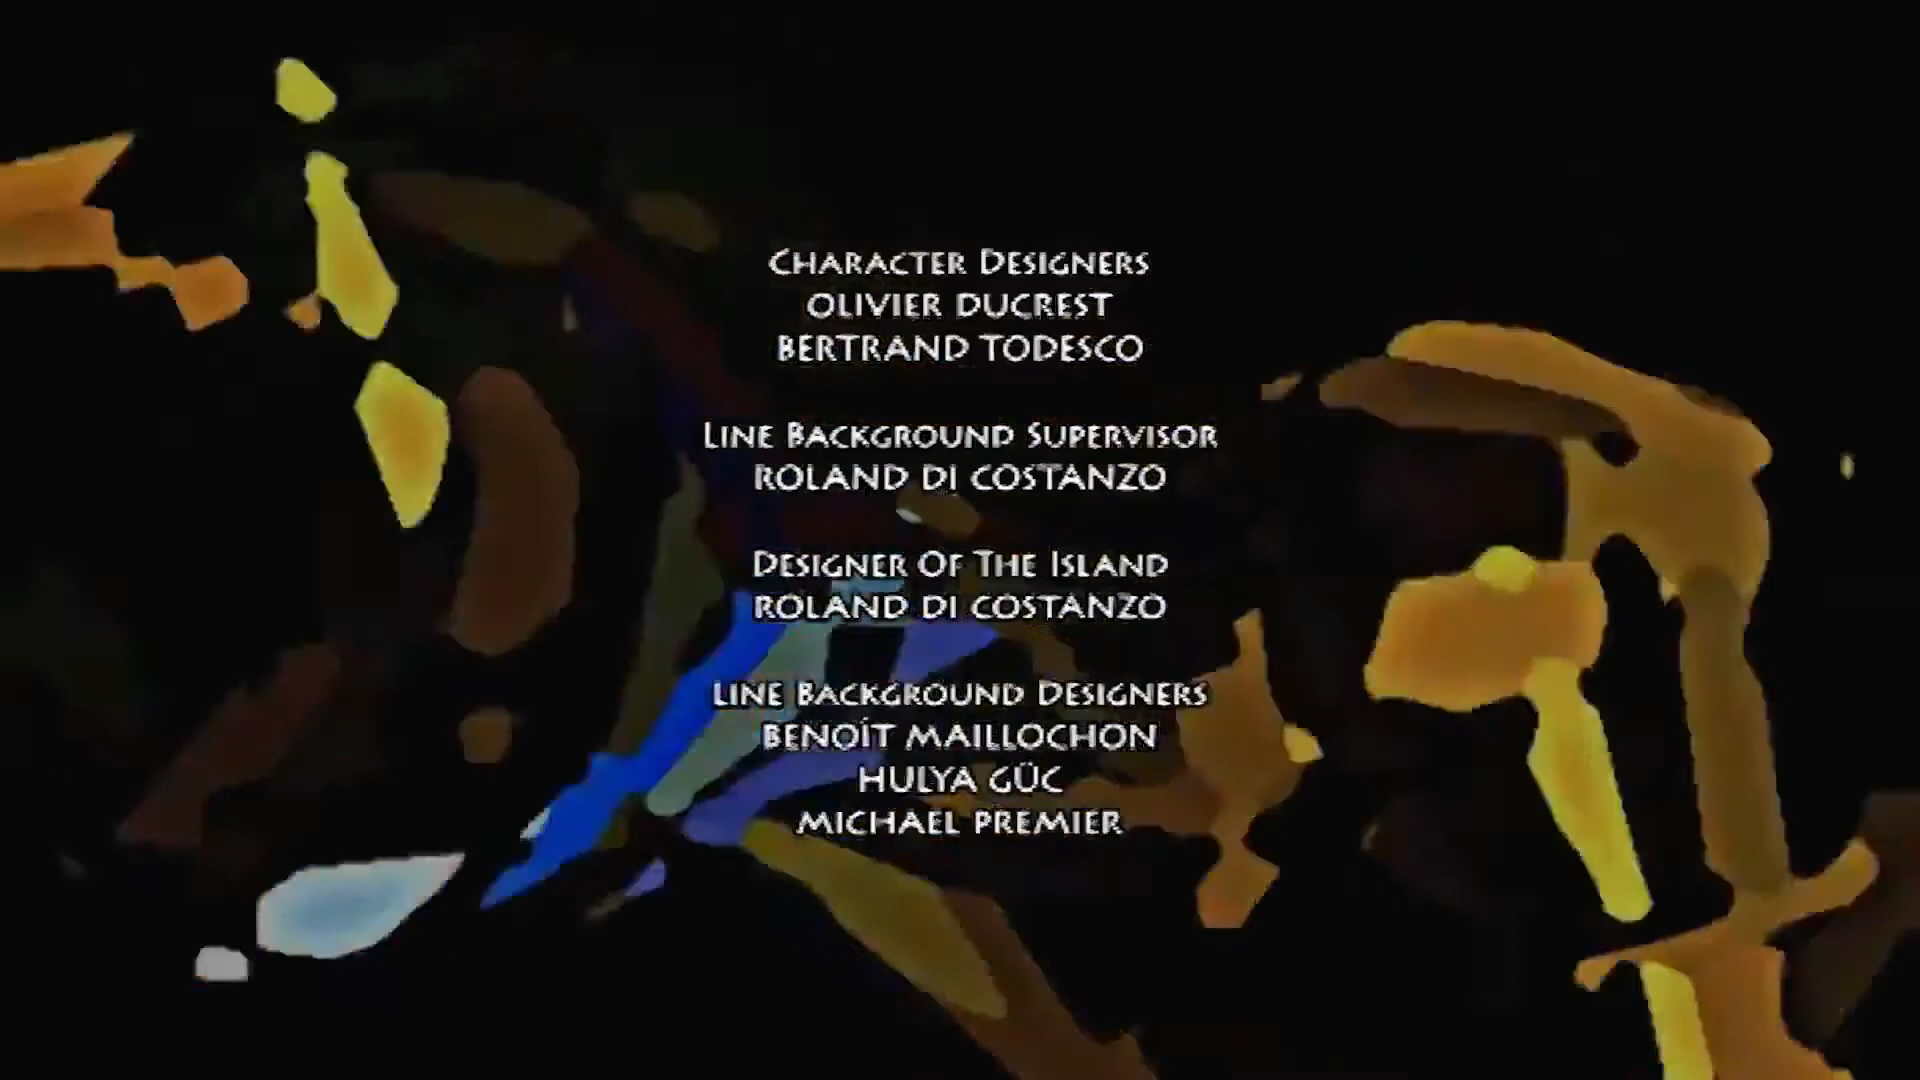 Character Designers
OLIVIER DUCREST
BERTRAND TODESCO
Line Background Supervisor
ROLAND DI COSTANZO
Designer Of The Island
ROLAND DI COSTANZO
Line Background Designers
BENOÍT MAILLOCHON
HULYA GÜC
MICHAEL PREMIER